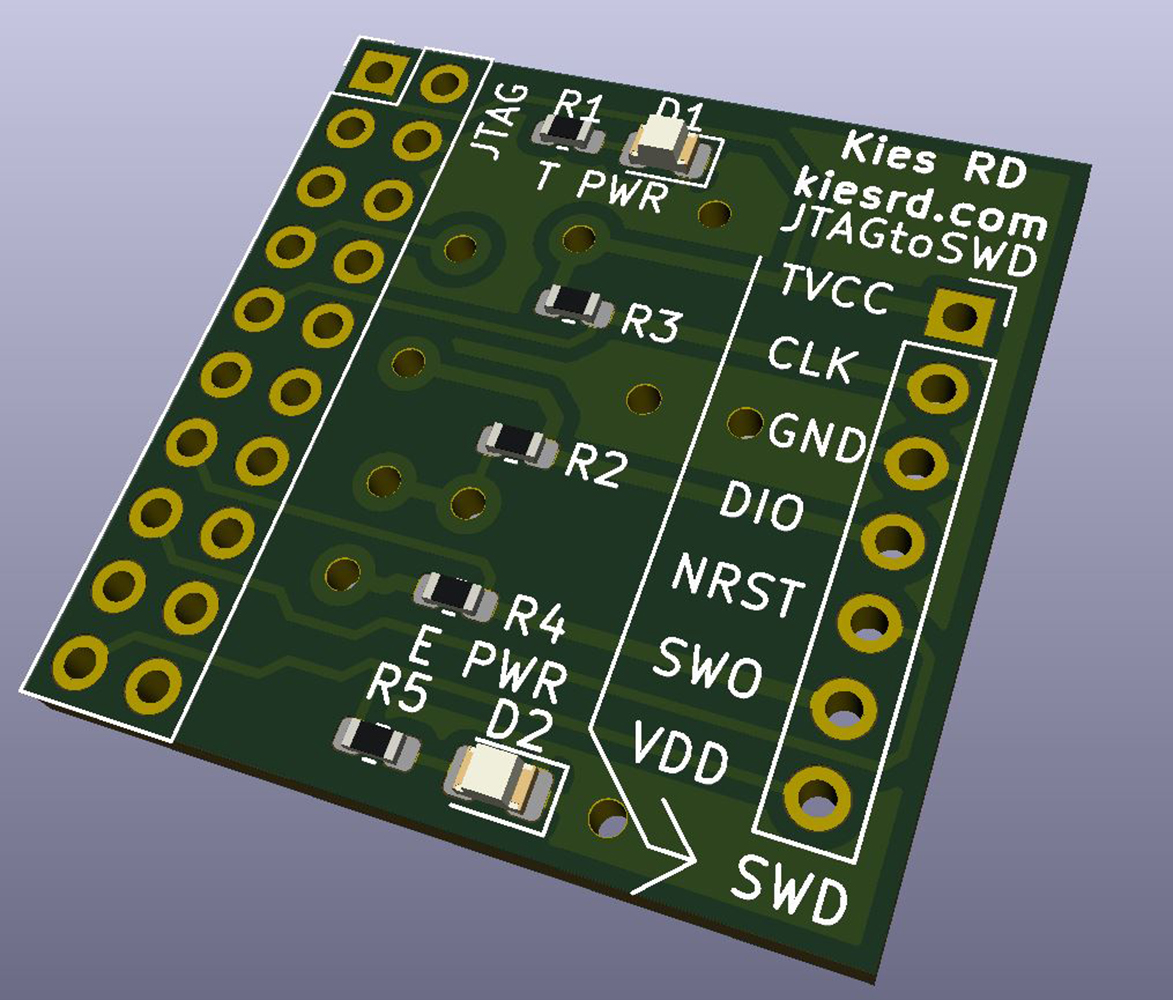 JTAG
R1
D1
T PWR
Kies RD
kiesrd.com
JTAGtoSWD
TVCC
R3
CLK
GND
R2
DIO
NRST
R4
SWO
E PWR
R5
D2
VDD
SWD